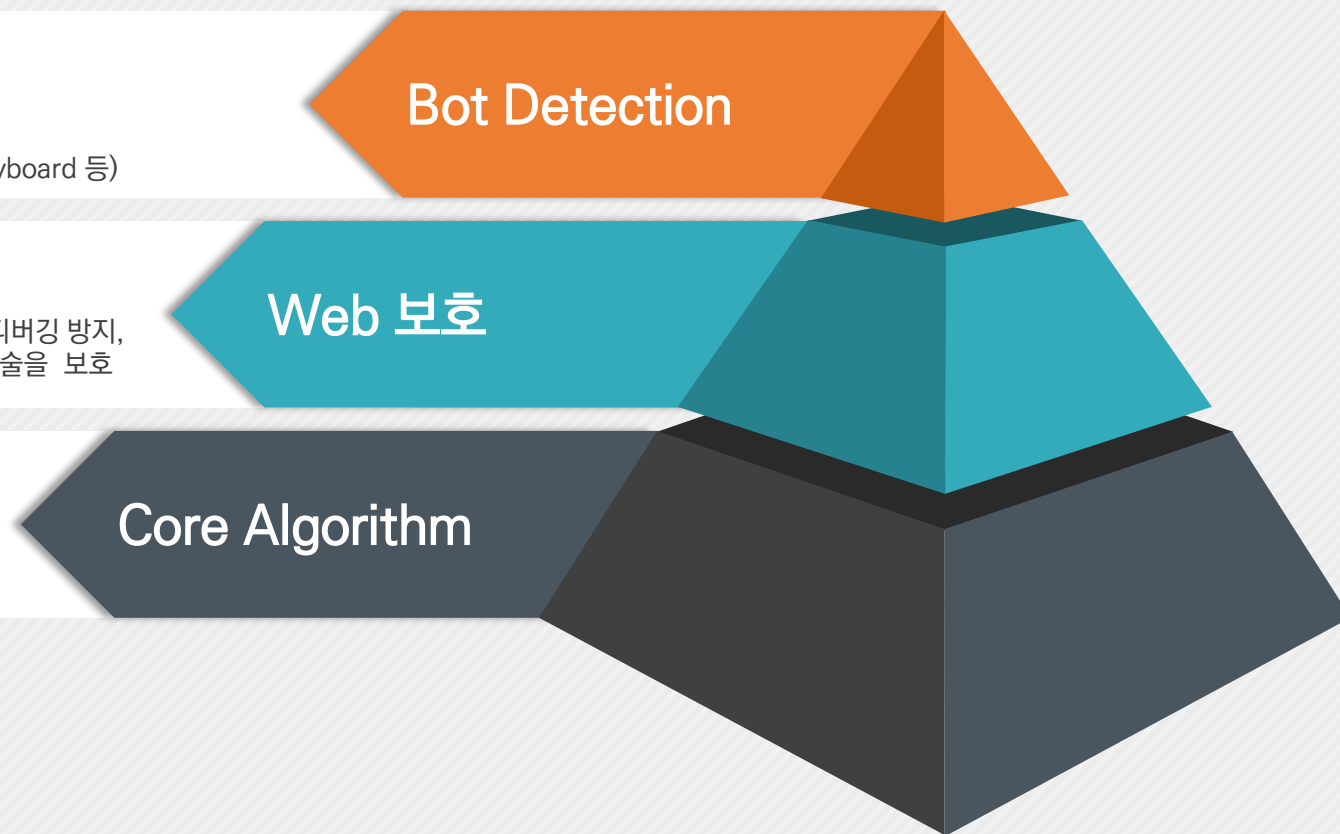 Bot Detection
yboard 등)
Web 보호
디버깅 방지,
술을 보호
Core Algorithm